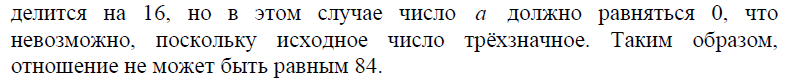 делится на 16, но в этом случае число a должно равняться 0, что
невозможно, поскольку исходное число трёхзначное. Таким образом,
отношение не может быть равным 84.